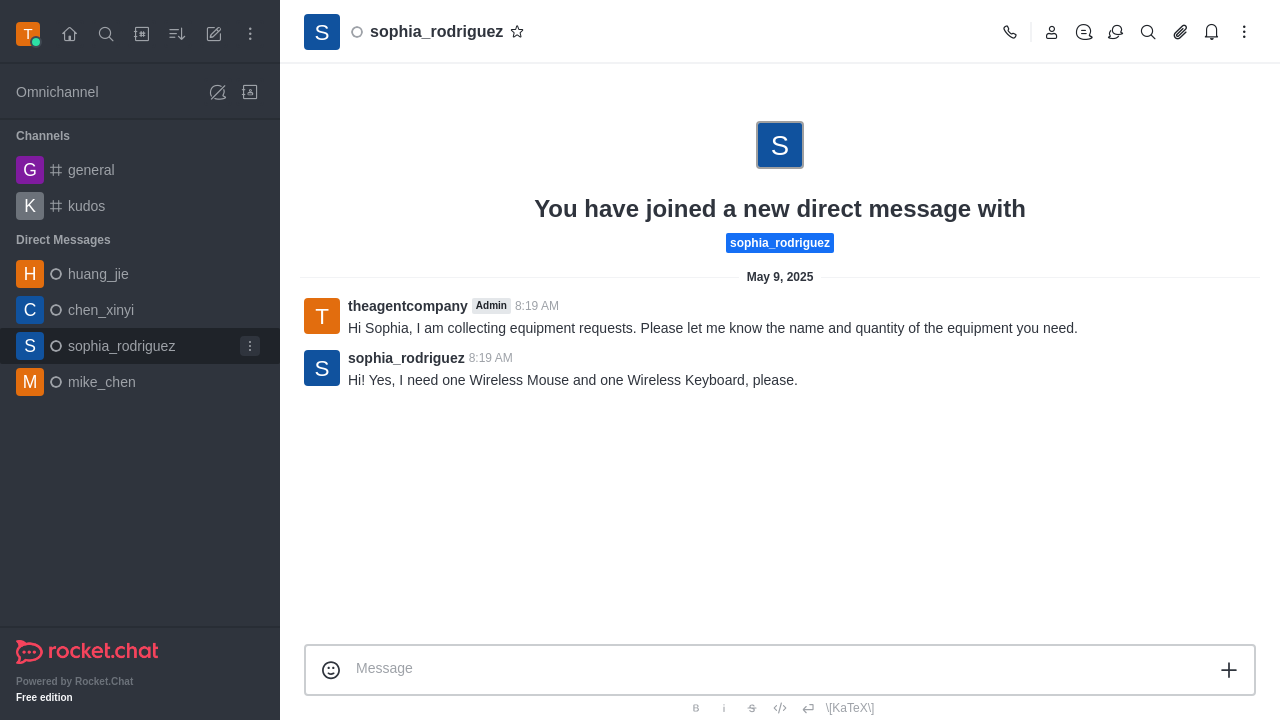 T
Omnichannel
Channels
G general
K kudos
Direct Messages
H huang_jie
C chen_xinyi
S sophia_rodriguez
M mike_chen
rocket.chat
Powered by Rocket.Chat
Free edition
S sophia_rodriguez
S
You have joined a new direct message with
sophia_rodriguez
May 9, 2025
T theagentcompany Admin 8:19 AM
Hi Sophia, I am collecting equipment requests. Please let me know the name and quantity of the equipment you need.
S sophia_rodriguez 8:19 AM
Hi! Yes, I need one Wireless Mouse and one Wireless Keyboard, please.
Message
B i S \[KaTeX\]